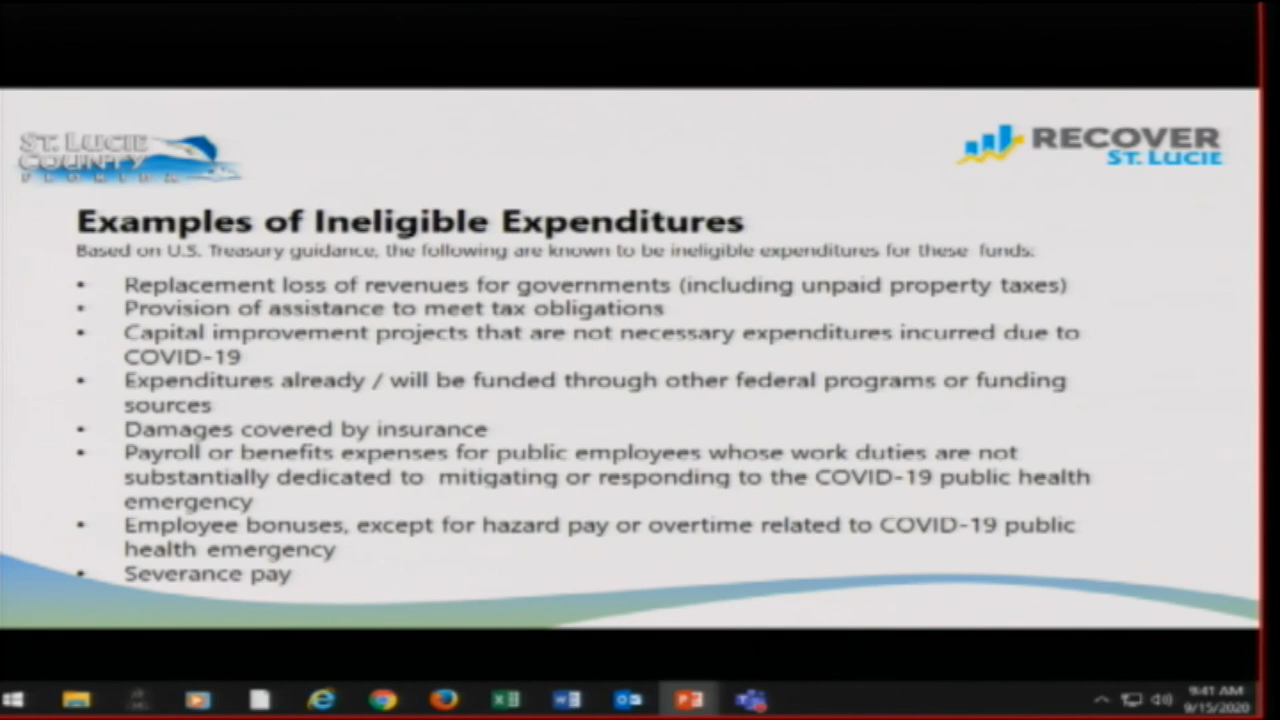 ST. LUCIE
COUNTY
FLORIDA
RECOVER
ST. LUCIE
Examples of Ineligible Expenditures
Based on U.S. Treasury guidance, the following are known to be ineligible expenditures for these funds:
• Replacement loss of revenues for governments (including unpaid property taxes)
• Provision of assistance to meet tax obligations
• Capital improvement projects that are not necessary expenditures incurred due to
COVID-19
• Expenditures already / will be funded through other federal programs or funding
sources
• Damages covered by insurance
• Payroll or benefits expenses for public employees whose work duties are not
substantially dedicated to mitigating or responding to the COVID-19 public health
emergency
• Employee bonuses, except for hazard pay or overtime related to COVID-19 public
health emergency
• Severance pay
9:41 AM
9/15/2020